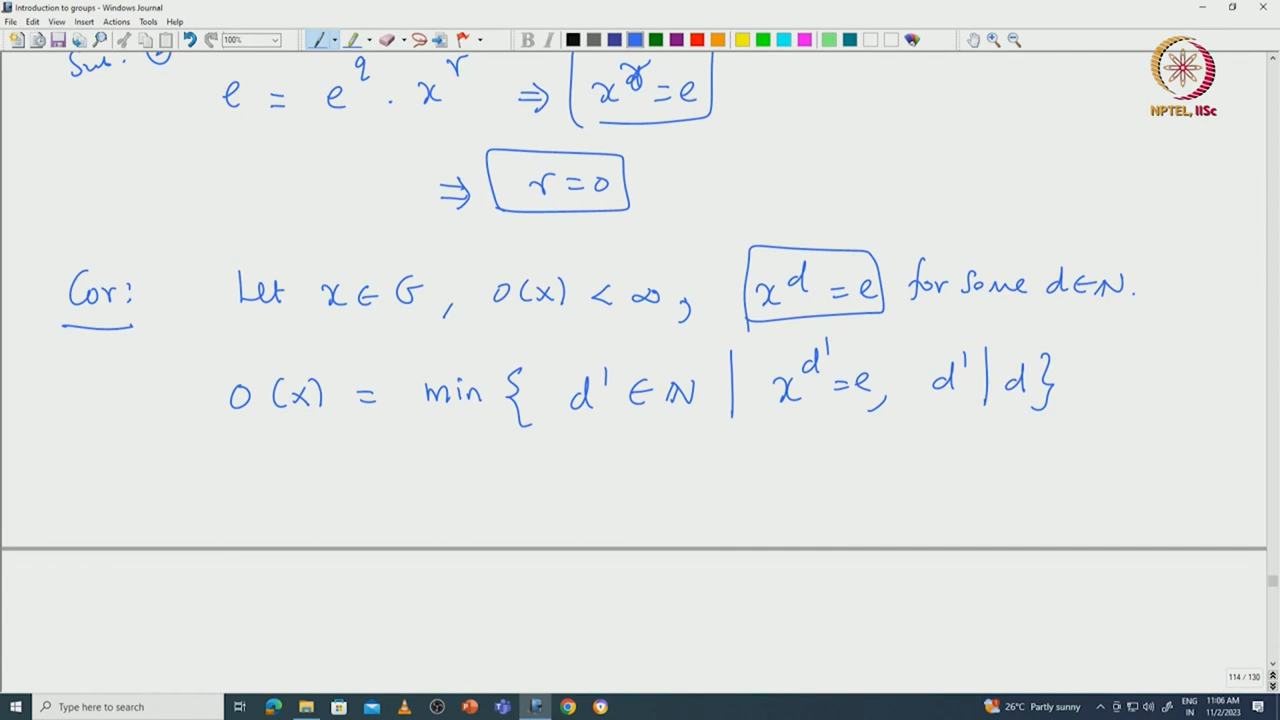 Introduction to groups - Windows Journal
File Edit View Insert Actions Tools Help
100%
B I
NPTEL, IISc
Sub.
e = e^q . x^r ⇒ x^r = e
⇒ r = 0
Cor: Let x ∈ G, o(x) < ∞, x^d = e for some d ∈ N.
o(x) = min { d' ∈ N | x^{d'} = e, d' | d }
114 / 130
Type here to search
26°C Partly sunny
ENG
IN
11:06 AM
11/2/2023